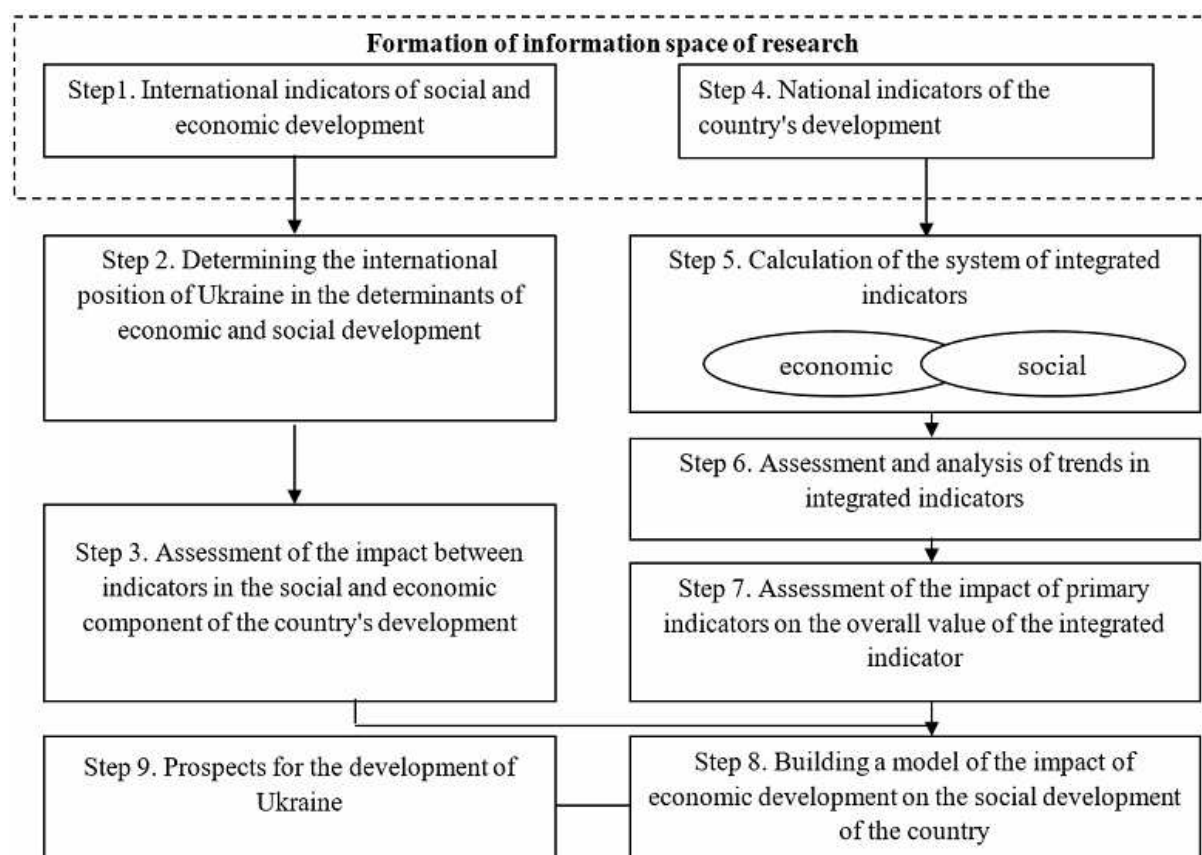 Formation of information space of research
Step1. International indicators of social and
economic development
Step 4. National indicators of the
country's development
Step 2. Determining the international
position of Ukraine in the determinants of
economic and social development
Step 5. Calculation of the system of integrated
indicators
economic
social
Step 6. Assessment and analysis of trends in
integrated indicators
Step 3. Assessment of the impact between
indicators in the social and economic
component of the country's development
Step 7. Assessment of the impact of primary
indicators on the overall value of the integrated
indicator
Step 9. Prospects for the development of
Ukraine
Step 8. Building a model of the impact of
economic development on the social development
of the country